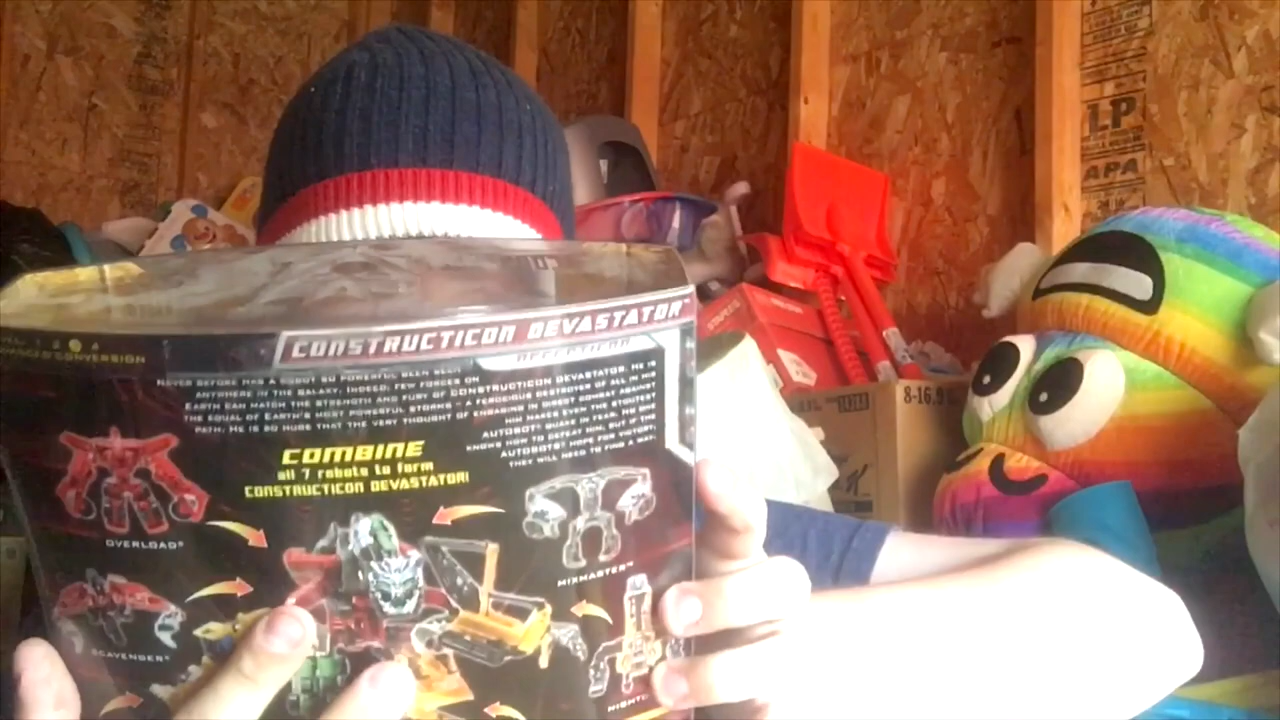 CONSTRUCTICON DEVASTATOR™
DECEPTICON
CONVERSION
NEVER BEFORE HAS A ROBOT SO POWERFUL BEEN SEEN
ANYWHERE IN THE GALAXY. INDEED, FEW FORCES ON
EARTH CAN MATCH THE STRENGTH AND FURY OF CONSTRUCTICON DEVASTATOR. HE IS
THE EQUAL OF EARTH'S MOST POWERFUL STORMS – A FEROCIOUS DESTROYER OF ALL IN HIS
PATH. HE IS SO HUGE THAT THE VERY THOUGHT OF ENGAGING IN DIRECT COMBAT AGAINST
HIM MAKES EVEN THE STOUTEST
AUTOBOT® QUAKE IN FEAR. NO ONE
KNOWS HOW TO DEFEAT HIM, BUT IF THE
AUTOBOTS® HOPE FOR VICTORY,
THEY WILL NEED TO FIND A WAY.
COMBINE
all 7 robots to form
CONSTRUCTICON DEVASTATOR!
OVERLOAD®
MIXMASTER™
SCAVENGER™
LP
APA
8-16.9